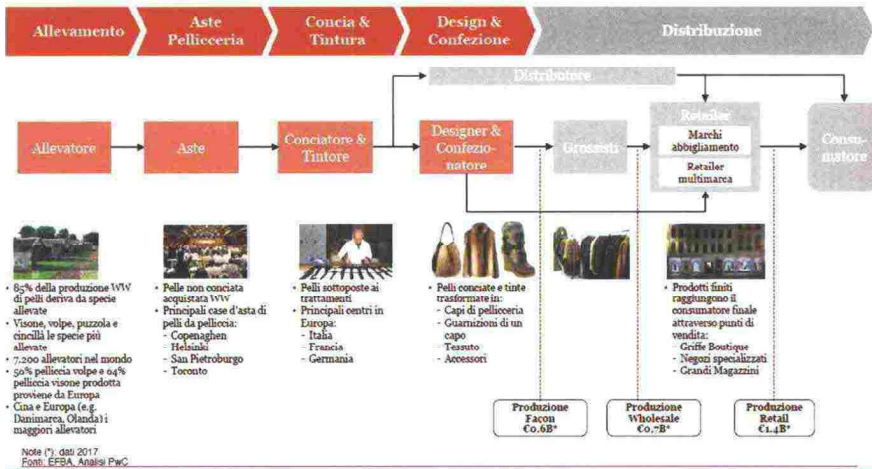 Allevamento
Aste
Pellicceria
Concia &
Tintura
Design &
Confezione
Distribuzione
Distributore
Allevatore
Aste
Conciatore &
Tintore
Designer &
Confezio-
natore
Grossisti
Retailer
Marchi
abbigliamento
Retailer
multimarca
Consu-
matore
• 85% della produzione WW
di pelli deriva da specie
allevate
• Visone, volpe, puzzola e
cincillà le specie più
allevate
• 7.200 allevatori nel mondo
• 50% pelliccia volpe e 64%
pelliccia visone prodotta
proviene da Europa
• Cina e Europa (e.g.
Danimarca, Olanda) i
maggiori allevatori
• Pelle non conciata
acquistata WW
• Principali case d'asta di
pelli da pelliccia:
- Copenaghen
- Helsinki
- San Pietroburgo
- Toronto
• Pelli sottoposte ai
trattamenti
• Principali centri in
Europa:
- Italia
- Francia
- Germania
• Pelli conciate e tinte
trasformate in:
- Capi di pellicceria
- Guarnizioni di un
capo
- Tessuto
- Accessori
• Prodotti finiti
raggiungono il
consumatore finale
attraverso punti di
vendita:
- Griffe Boutique
- Negozi specializzati
- Grandi Magazzini
Produzione
Façon
€0.6B*
Produzione
Wholesale
€0.7B*
Produzione
Retail
€1.4B*
Note (*): dati 2017
Fonti: EFBA, Analisi PwC